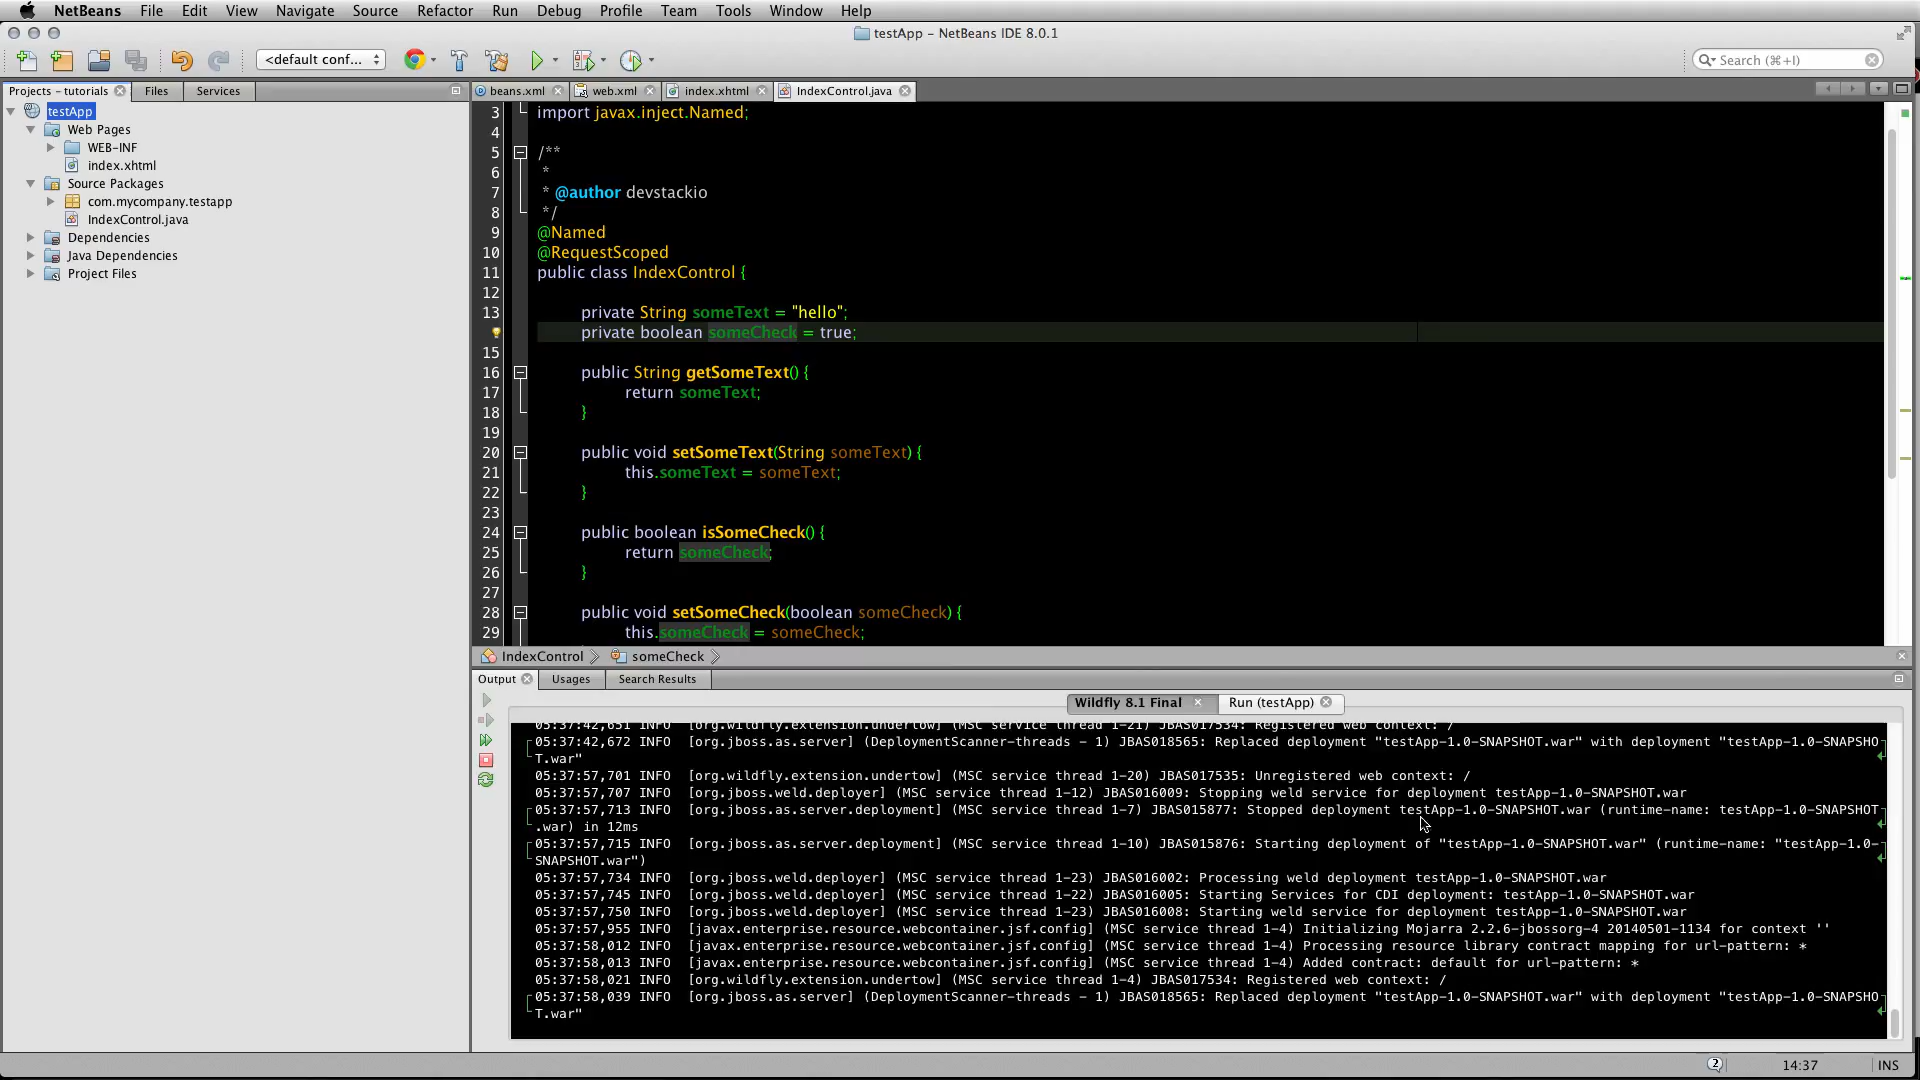 NetBeans File Edit View Navigate Source Refactor Run Debug Profile Team Tools Window Help
testApp – NetBeans IDE 8.0.1
<default conf... Search (⌘+I)
Projects – tutorials Files Services beans.xml web.xml index.xhtml IndexControl.java
testApp
Web Pages
WEB-INF
index.xhtml
Source Packages
com.mycompany.testapp
IndexControl.java
Dependencies
Java Dependencies
Project Files
3 import javax.inject.Named;
4
5 /**
6 *
7 * @author devstackio
8 */
9 @Named
10 @RequestScoped
11 public class IndexControl {
12
13 private String someText = "hello";
private boolean someCheck = true;
15
16 public String getSomeText() {
17 return someText;
18 }
19
20 public void setSomeText(String someText) {
21 this.someText = someText;
22 }
23
24 public boolean isSomeCheck() {
25 return someCheck;
26 }
27
28 public void setSomeCheck(boolean someCheck) {
29 this.someCheck = someCheck;
IndexControl someCheck
Output Usages Search Results
Wildfly 8.1 Final Run (testApp)
05:37:42,651 INFO [org.wildfly.extension.undertow] (MSC service thread 1-21) JBAS017534: Registered web context: /
05:37:42,672 INFO [org.jboss.as.server] (DeploymentScanner-threads - 1) JBAS018565: Replaced deployment "testApp-1.0-SNAPSHOT.war" with deployment "testApp-1.0-SNAPSHO
T.war"
05:37:57,701 INFO [org.wildfly.extension.undertow] (MSC service thread 1-20) JBAS017535: Unregistered web context: /
05:37:57,707 INFO [org.jboss.weld.deployer] (MSC service thread 1-12) JBAS016009: Stopping weld service for deployment testApp-1.0-SNAPSHOT.war
05:37:57,713 INFO [org.jboss.as.server.deployment] (MSC service thread 1-7) JBAS015877: Stopped deployment testApp-1.0-SNAPSHOT.war (runtime-name: testApp-1.0-SNAPSHOT
.war) in 12ms
05:37:57,715 INFO [org.jboss.as.server.deployment] (MSC service thread 1-10) JBAS015876: Starting deployment of "testApp-1.0-SNAPSHOT.war" (runtime-name: "testApp-1.0-
SNAPSHOT.war")
05:37:57,734 INFO [org.jboss.weld.deployer] (MSC service thread 1-23) JBAS016002: Processing weld deployment testApp-1.0-SNAPSHOT.war
05:37:57,745 INFO [org.jboss.weld.deployer] (MSC service thread 1-22) JBAS016005: Starting Services for CDI deployment: testApp-1.0-SNAPSHOT.war
05:37:57,750 INFO [org.jboss.weld.deployer] (MSC service thread 1-23) JBAS016008: Starting weld service for deployment testApp-1.0-SNAPSHOT.war
05:37:57,955 INFO [javax.enterprise.resource.webcontainer.jsf.config] (MSC service thread 1-4) Initializing Mojarra 2.2.6-jbossorg-4 20140501-1134 for context ''
05:37:58,012 INFO [javax.enterprise.resource.webcontainer.jsf.config] (MSC service thread 1-4) Processing resource library contract mapping for url-pattern: *
05:37:58,013 INFO [javax.enterprise.resource.webcontainer.jsf.config] (MSC service thread 1-4) Added contract: default for url-pattern: *
05:37:58,021 INFO [org.wildfly.extension.undertow] (MSC service thread 1-4) JBAS017534: Registered web context: /
05:37:58,039 INFO [org.jboss.as.server] (DeploymentScanner-threads - 1) JBAS018565: Replaced deployment "testApp-1.0-SNAPSHOT.war" with deployment "testApp-1.0-SNAPSHO
T.war"
2 14:37 INS